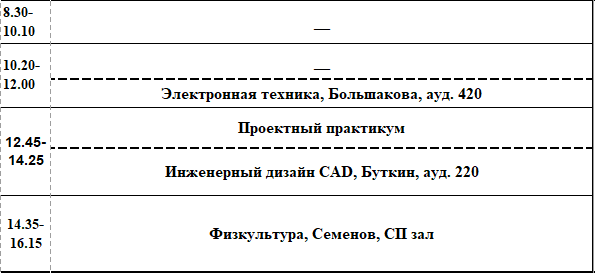 8.30-
10.10
—
10.20-
12.00
—
Электронная техника, Большакова, ауд. 420
12.45-
14.25
Проектный практикум
Инженерный дизайн CAD, Буткин, ауд. 220
14.35-
16.15
Физкультура, Семенов, СП зал